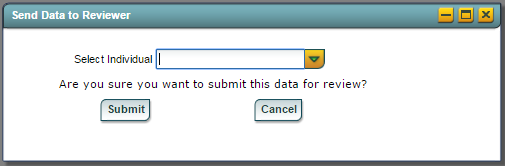 Send Data to Reviewer
Select Individual
Are you sure you want to submit this data for review?
Submit Cancel